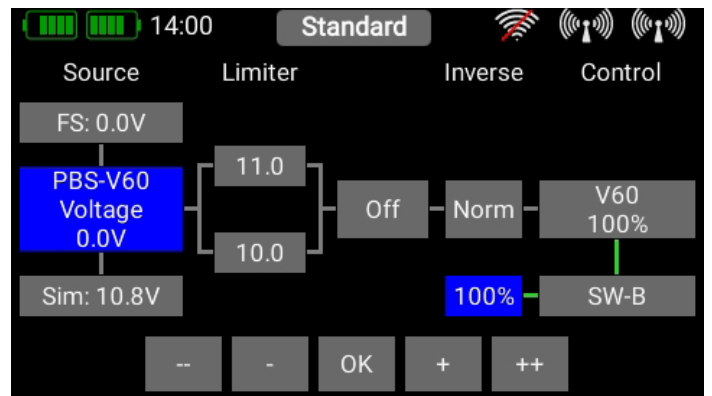 14:00
Standard
Source
Limiter
Inverse
Control
FS: 0.0V
PBS-V60
Voltage
0.0V
11.0
10.0
Off
Norm
V60
100%
Sim: 10.8V
100%
SW-B
--
-
OK
+
++